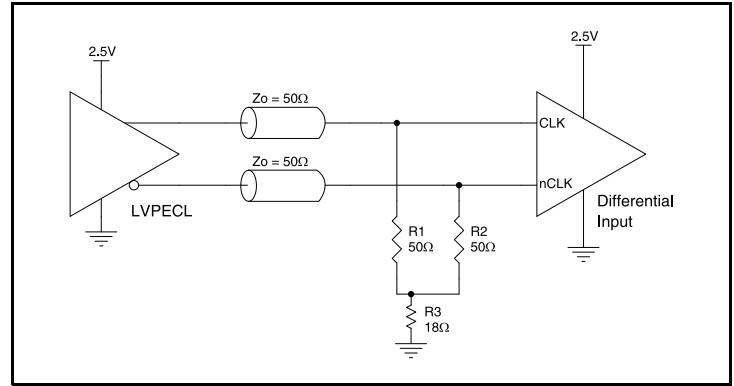 2.5V
2.5V
Zo = 50Ω
CLK
Zo = 50Ω
nCLK
LVPECL
Differential
Input
R1
50Ω
R2
50Ω
R3
18Ω